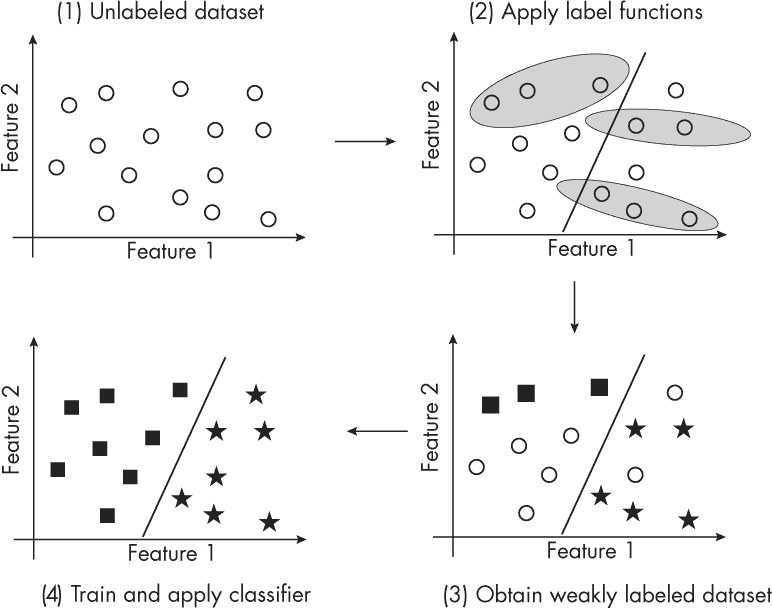 (1) Unlabeled dataset
Feature 2
Feature 1
(2) Apply label functions
Feature 2
Feature 1
Feature 2
Feature 1
(3) Obtain weakly labeled dataset
Feature 2
Feature 1
(4) Train and apply classifier